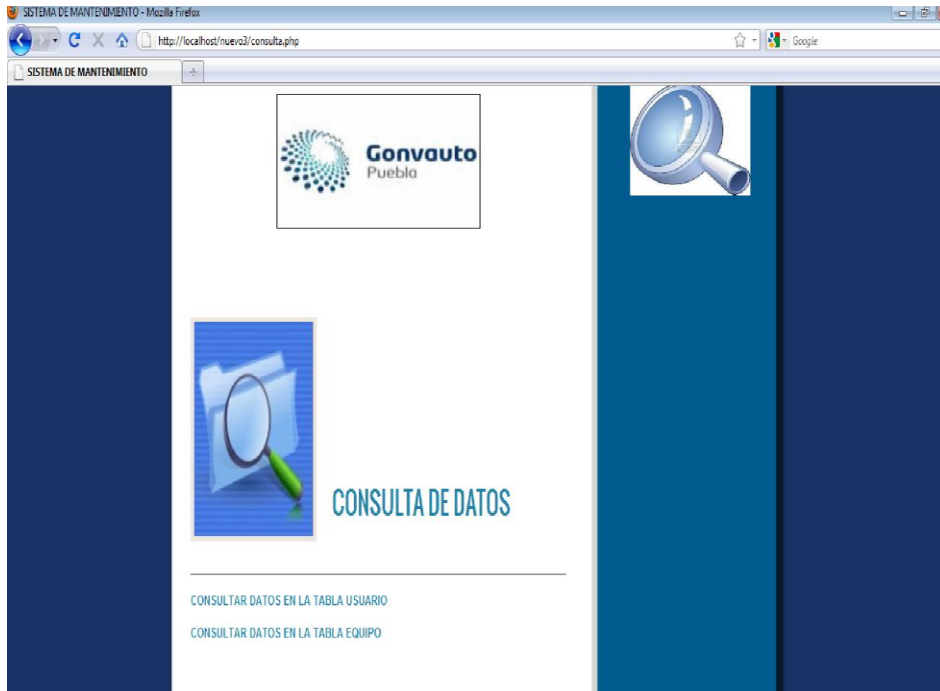 SISTEMA DE MANTENIMIENTO - Mozilla Firefox
http://localhost/nuevo3/consulta.php
Google
SISTEMA DE MANTENIMIENTO
Gonvauto
Puebla
CONSULTA DE DATOS
CONSULTAR DATOS EN LA TABLA USUARIO
CONSULTAR DATOS EN LA TABLA EQUIPO